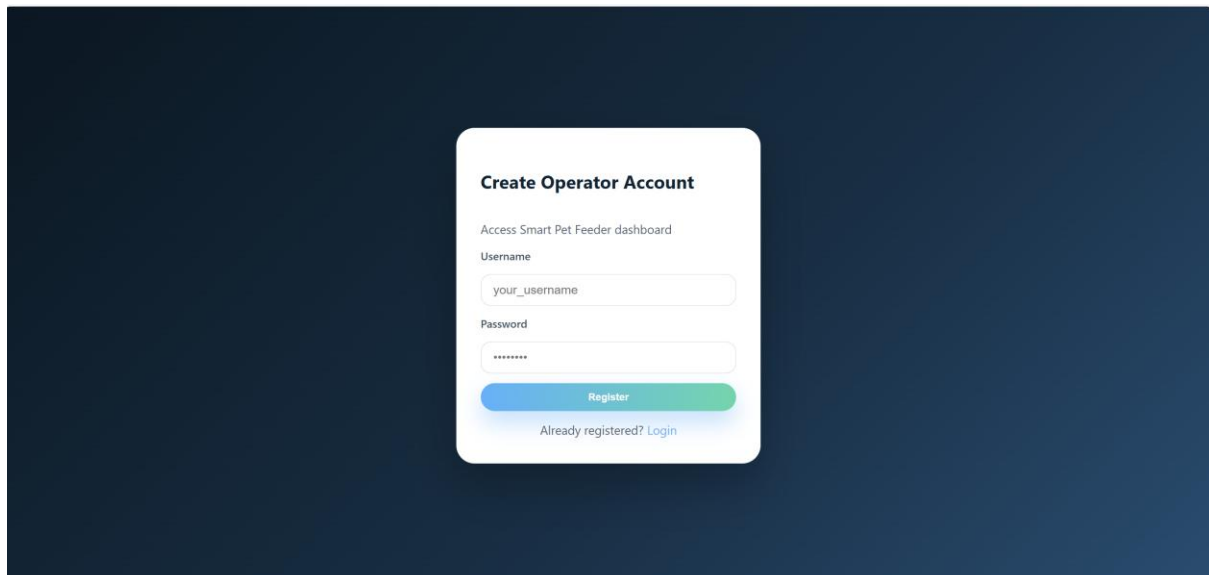 Create Operator Account
Access Smart Pet Feeder dashboard
Username
your_username
Password
••••••••
Register
Already registered? Login